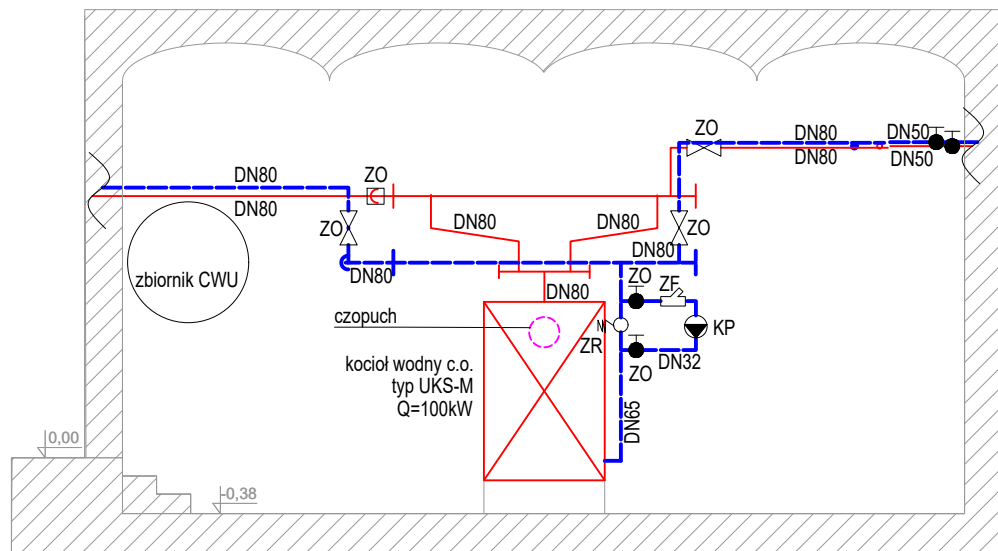 ZO
DN80
DN50
DN80
DN50
DN80
ZO
DN80
ZO
DN80
DN80
ZO
DN80
DN80
zbiornik CWU
DN80
ZO
ZF
czopuch
KP
ZR
kocioł wodny c.o.
typ UKS-M
Q=100kW
ZO
DN32
DN65
0,00
-0,38